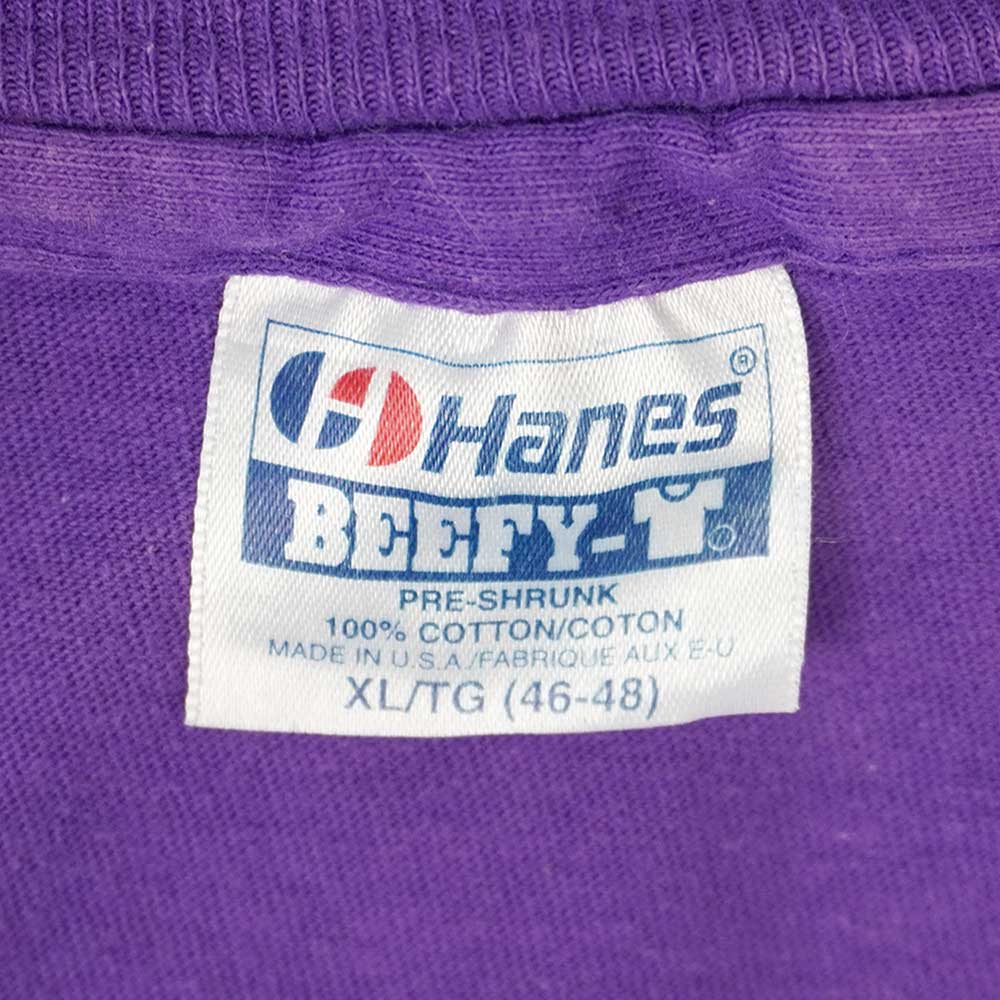 H Hanes ®
BEEFY-T ®
PRE-SHRUNK
100% COTTON/COTON
MADE IN U.S.A./FABRIQUE AUX E-U
XL/TG (46-48)